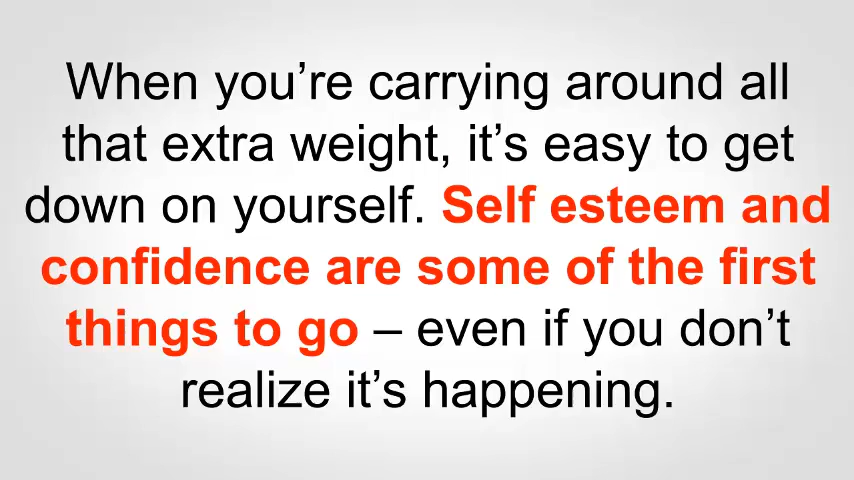 When you’re carrying around all
that extra weight, it’s easy to get
down on yourself. Self esteem and
confidence are some of the first
things to go – even if you don’t
realize it’s happening.